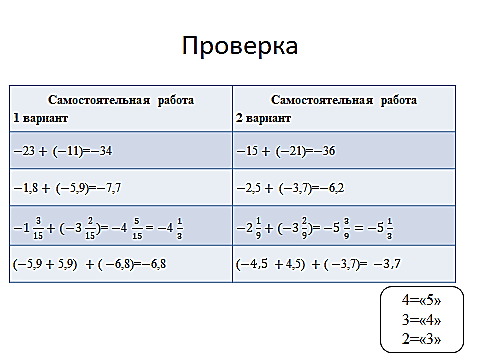 Проверка
Самостоятельная работа
1 вариант
Самостоятельная работа
2 вариант
−23 + (−11)=−34
−15 + (−21)=−36
−1,8 + (−5,9)=−7,7
−2,5 + (−3,7)=−6,2
−1 3/15 + (−3 2/15)= −4 5/15 = −4 1/3
−2 1/9 + (−3 2/9)= −5 3/9 = −5 1/3
(−5,9 + 5,9) + ( −6,8)=−6,8
(−4,5 + 4,5) + ( −3,7)= −3,7
4=«5»
3=«4»
2=«3»